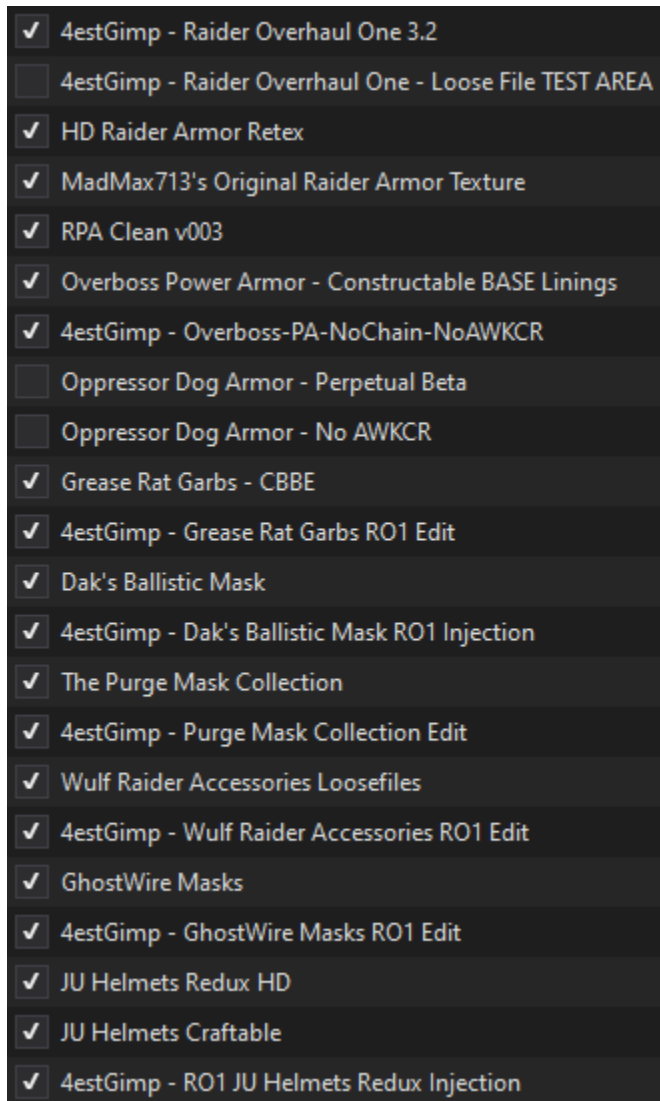 4estGimp - Raider Overhaul One 3.2
4estGimp - Raider Overrhaul One - Loose File TEST AREA
HD Raider Armor Retex
MadMax713's Original Raider Armor Texture
RPA Clean v003
Overboss Power Armor - Constructable BASE Linings
4estGimp - Overboss-PA-NoChain-NoAWKCR
Oppressor Dog Armor - Perpetual Beta
Oppressor Dog Armor - No AWKCR
Grease Rat Garbs - CBBE
4estGimp - Grease Rat Garbs RO1 Edit
Dak's Ballistic Mask
4estGimp - Dak's Ballistic Mask RO1 Injection
The Purge Mask Collection
4estGimp - Purge Mask Collection Edit
Wulf Raider Accessories Loosefiles
4estGimp - Wulf Raider Accessories RO1 Edit
GhostWire Masks
4estGimp - GhostWire Masks RO1 Edit
JU Helmets Redux HD
JU Helmets Craftable
4estGimp - RO1 JU Helmets Redux Injection